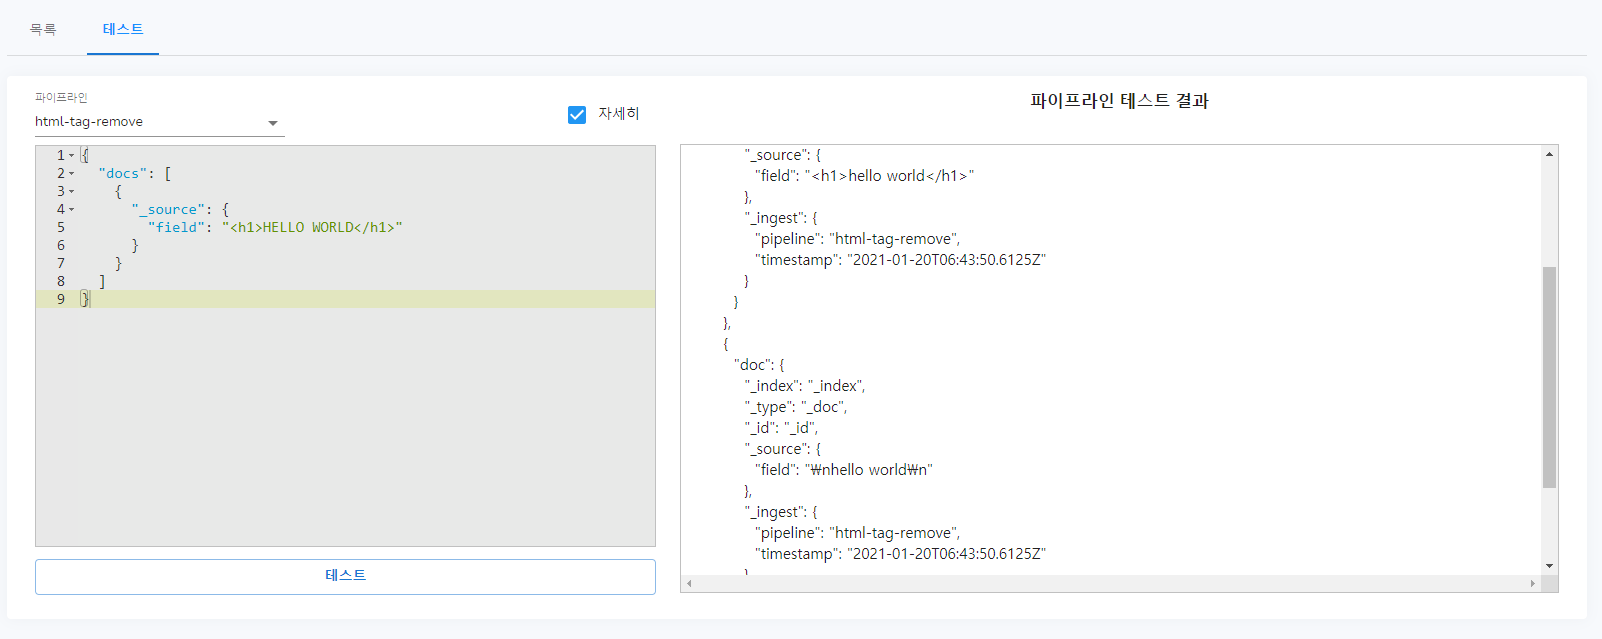 목록
테스트
파이프라인
html-tag-remove
자세히
1 {
2 "docs": [
3 {
4 "_source": {
5 "field": "<h1>HELLO WORLD</h1>"
6 }
7 }
8 ]
9 }
테스트
파이프라인 테스트 결과
"_source": {
"field": "<h1>hello world</h1>"
},
"_ingest": {
"pipeline": "html-tag-remove",
"timestamp": "2021-01-20T06:43:50.6125Z"
}
}
},
{
"doc": {
"_index": "_index",
"_type": "_doc",
"_id": "_id",
"_source": {
"field": "₩nhello world₩n"
},
"_ingest": {
"pipeline": "html-tag-remove",
"timestamp": "2021-01-20T06:43:50.6125Z"
}